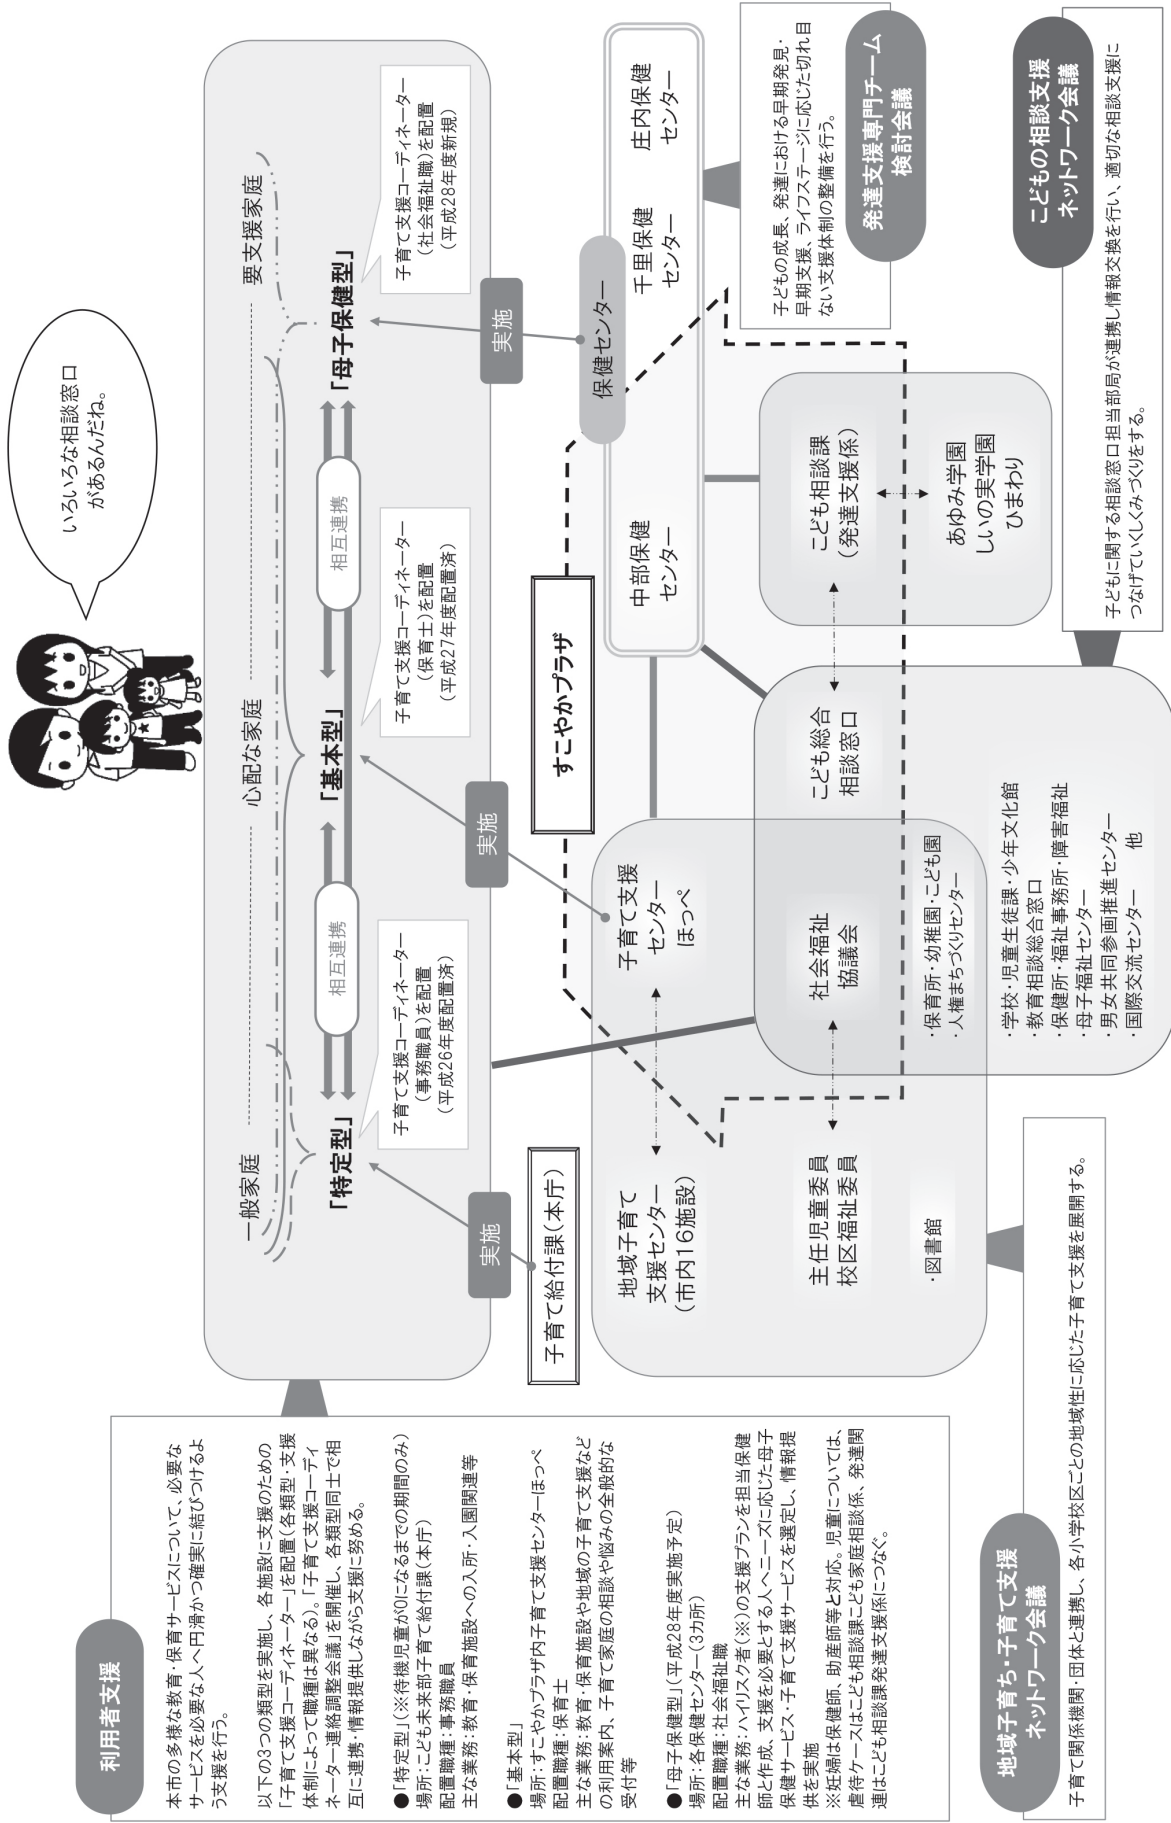 利用者支援
本市の多様な教育・保育サービスについて、必要な
サービスを必要な人へ円滑かつ確実に結びつけるよ
う支援を行う。
以下の3つの類型を実施し、各施設に支援のための
「子育て支援コーディネーター」を配置(各類型・支援
体制によって職種は異なる)。「子育て支援コーディ
ネーター連絡調整会議」を開催し、各類型同士で相
互に連携・情報提供しながら支援に努める。
●「特定型」(※待機児童が0になるまでの期間のみ)
場所:こども未来部子育て給付課(本庁)
配置職種:事務職員
主な業務:教育・保育施設への入所・入園関連等
●「基本型」
場所:すこやかプラザ内子育て支援センターほっぺ
配置職種:保育士
主な業務:教育・保育施設や地域の子育て支援など
の利用案内、子育て家庭の相談や悩みの全般的な
受付等
●「母子保健型」(平成28年度実施予定)
場所:各保健センター(3カ所)
配置職種:社会福祉職
主な業務:ハイリスク者(※)の支援プランを担当保健
師と作成、支援を必要とする人へニーズに応じた母子
保健サービス・子育て支援サービスを選定し、情報提
供を実施
※妊婦は保健師、助産師等と対応。児童については、
虐待ケースはこども相談課こども家庭相談係、発達関
連はこども相談課発達支援係につなぐ。
いろいろな相談窓口
があるんだね。
一般家庭
心配な家庭
要支援家庭
「特定型」
相互連携
「基本型」
相互連携
「母子保健型」
子育て支援コーディネーター
(事務職員)を配置
(平成26年度配置済)
子育て支援コーディネーター
(保育士)を配置
(平成27年度配置済)
子育て支援コーディネーター
(社会福祉職)を配置
(平成28年度新規)
実施
実施
実施
子育て給付課(本庁)
すこやかプラザ
保健センター
中部保健
センター
千里保健
センター
庄内保健
センター
地域子育て
支援センター
(市内16施設)
子育て支援
センター
ほっぺ
主任児童委員
校区福祉委員
社会福祉
協議会
こども総合
相談窓口
こども相談課
(発達支援係)
あゆみ学園
しいの実学園
ひまわり
・図書館
・保育所・幼稚園・こども園
・人権まちづくりセンター
・学校・児童生徒課・少年文化館
・教育相談総合窓口
・保健所・福祉事務所・障害福祉
・母子福祉センター
・男女共同参画推進センター
・国際交流センター 他
子どもの成長、発達における早期発見・
早期支援、ライフステージに応じた切れ目
ない支援体制の整備を行う。
発達支援専門チーム
検討会議
こどもの相談支援
ネットワーク会議
子どもに関する相談窓口担当部局が連携し情報交換を行い、適切な相談支援に
つなげていくしくみづくりをする。
地域子育ち・子育て支援
ネットワーク会議
子育て関係機関・団体と連携し、各小学校区ごとの地域性に応じた子育て支援を展開する。